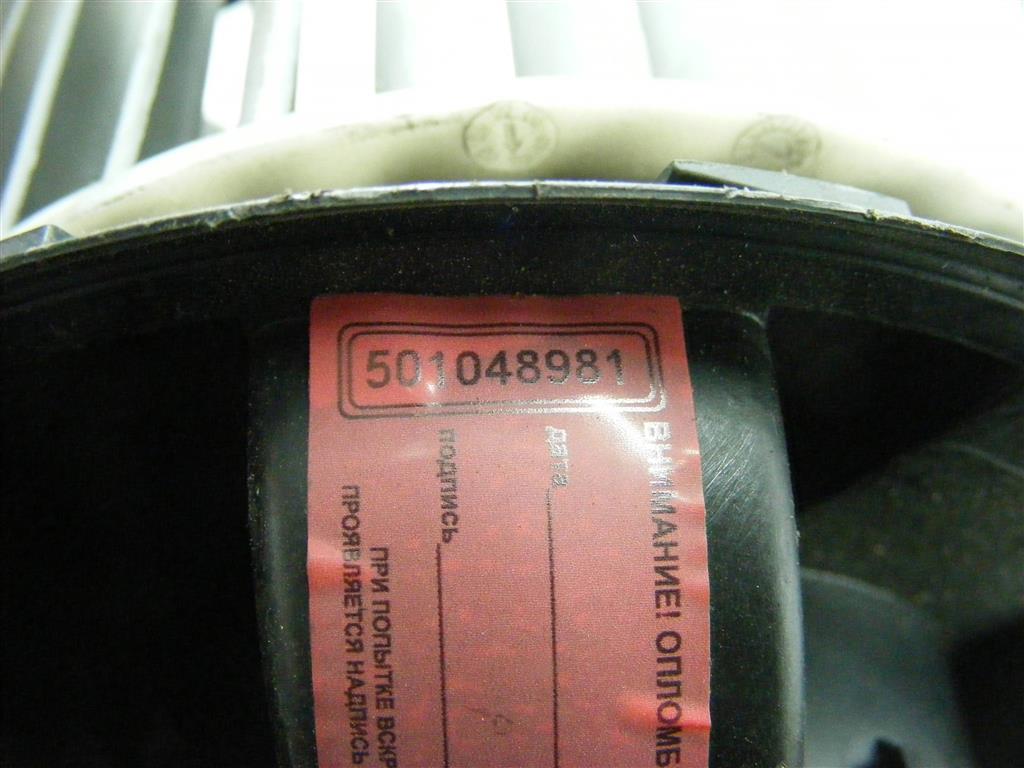 501048981
ВНИМАНИЕ! ОПЛОМБ
дата
подпись
ПРИ ПОПЫТКЕ ВСКР
ПРОЯВЛЯЕТСЯ НАДПИСЬ